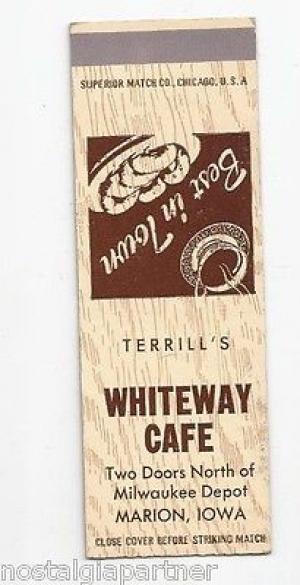 SUPERIOR MATCH CO., CHICAGO, U.S.A
Best in Town
TERRILL'S
WHITEWAY
CAFE
Two Doors North of
Milwaukee Depot
MARION, IOWA
CLOSE COVER BEFORE STRIKING MATCH
nostalgiapartner
nostalgiapartner